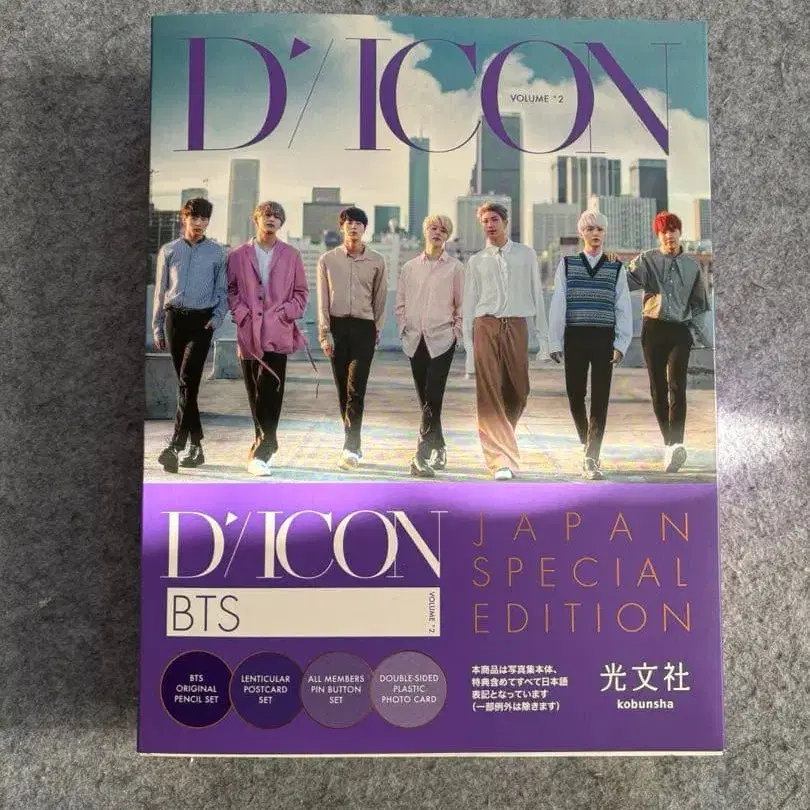 D'/ICON
VOLUME º2
D'/ICON
BTS
VOLUME º2
JAPAN
SPECIAL
EDITION
BTS
ORIGINAL
PENCIL SET
LENTICULAR
POSTCARD
SET
ALL MEMBERS
PIN BUTTON
SET
DOUBLE-SIDED
PLASTIC
PHOTO CARD
本商品は写真集本体、
特典含めてすべて日本語
表記となっています
(一部例外は除きます)
光文社
kobunsha